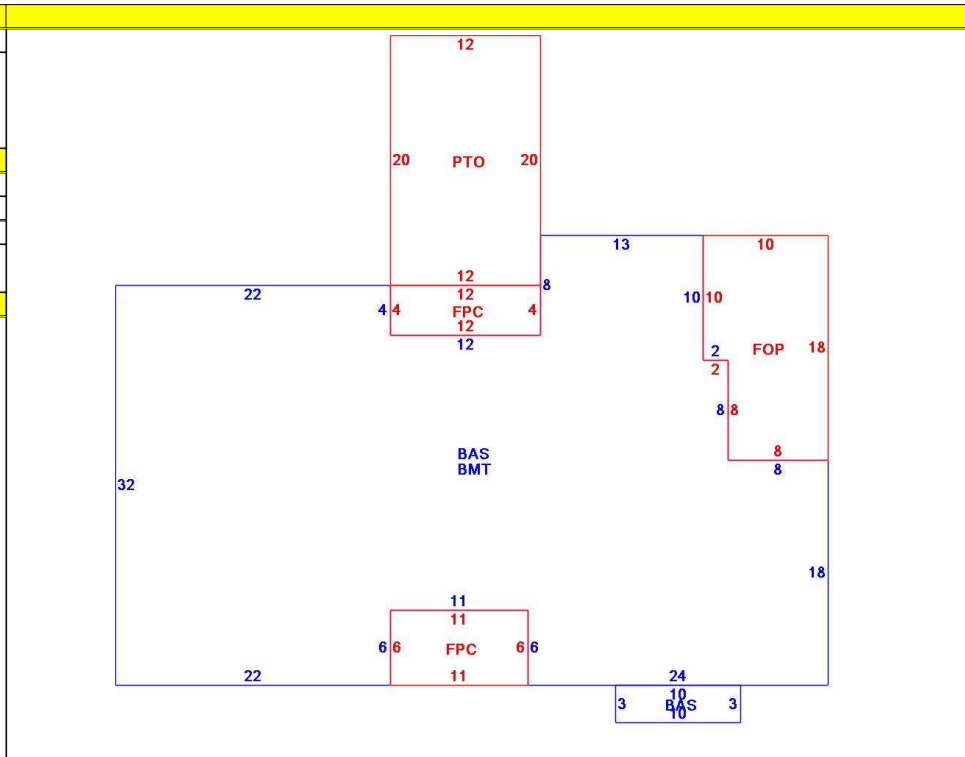 12
20 PTO 20
13 10
12
22 12 8
4 4 FPC 4
10 10
12
12
2 FOP 18
2
8 8
8
BAS 8
BMT
32
18
11
11
6 6 FPC 6 6
22 11 24
10
3 BAS 3
10